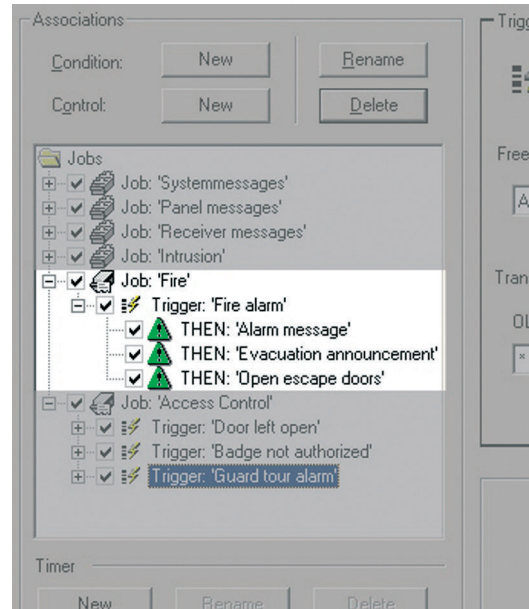 Associations
Trigg
Condition:
New
Rename
Control:
New
Delete
Free
A
Jobs
Job: 'Systemmessages'
Job: 'Panel messages'
Job: 'Receiver messages'
Job: 'Intrusion'
Job: 'Fire'
Tran
Trigger: 'Fire alarm'
THEN: 'Alarm message'
OL
THEN: 'Evacuation announcement'
*
THEN: 'Open escape doors'
Job: 'Access Control'
Trigger: 'Door left open'
Trigger: 'Badge not authorized'
Trigger: 'Guard tour alarm'
Timer
New
Rename
Delete